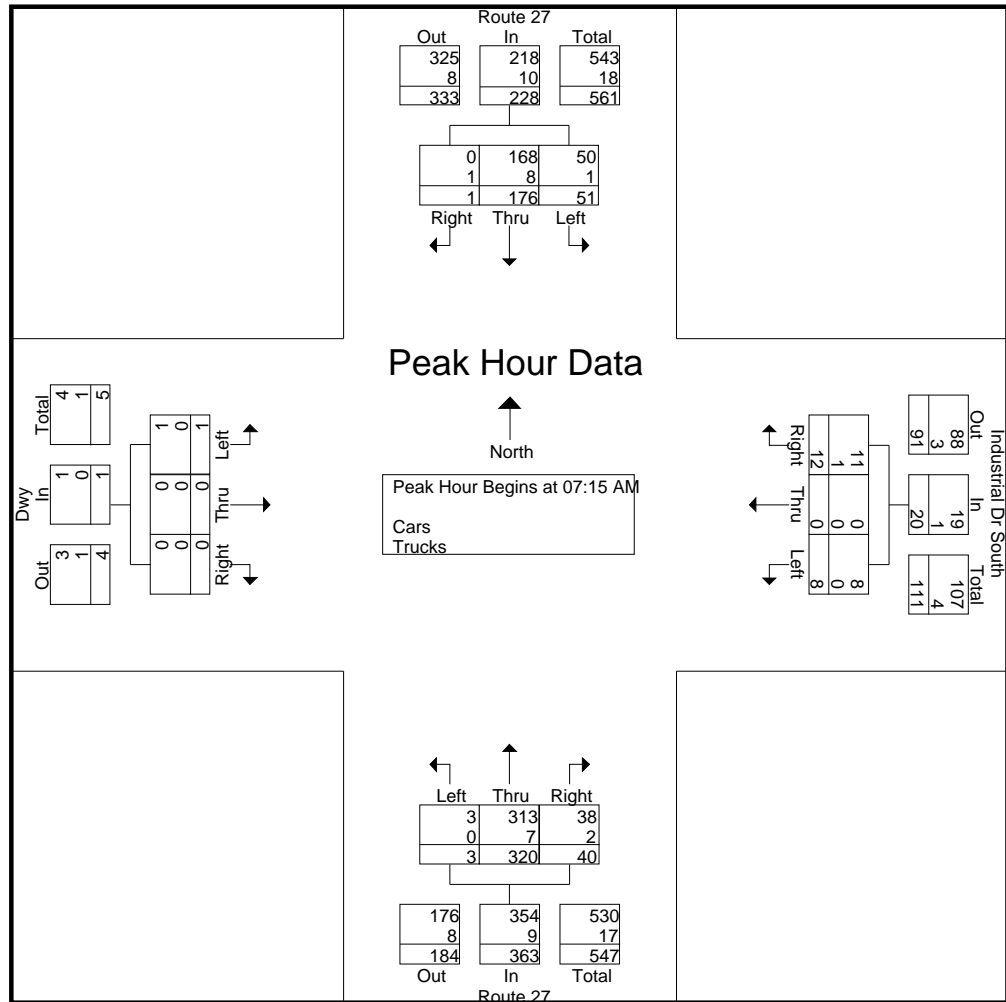 Route 27
Out In Total
325 218 543
8 10 18
333 228 561
0 168 50
1 8 1
1 176 51
Right Thru Left
Peak Hour Data
North
Peak Hour Begins at 07:15 AM
Cars
Trucks
Dwy
Total In Out
4 1 3
1 0 1
5 1 4
1 0 0
0 0 0
1 0 0
Left Thru Right
Industrial Dr South
Out In Total
88 19 107
3 1 4
91 20 111
11 0 8
1 0 0
12 0 8
Right Thru Left
Left Thru Right
3 313 38
0 7 2
3 320 40
176 354 530
8 9 17
184 363 547
Out In Total
Route 27